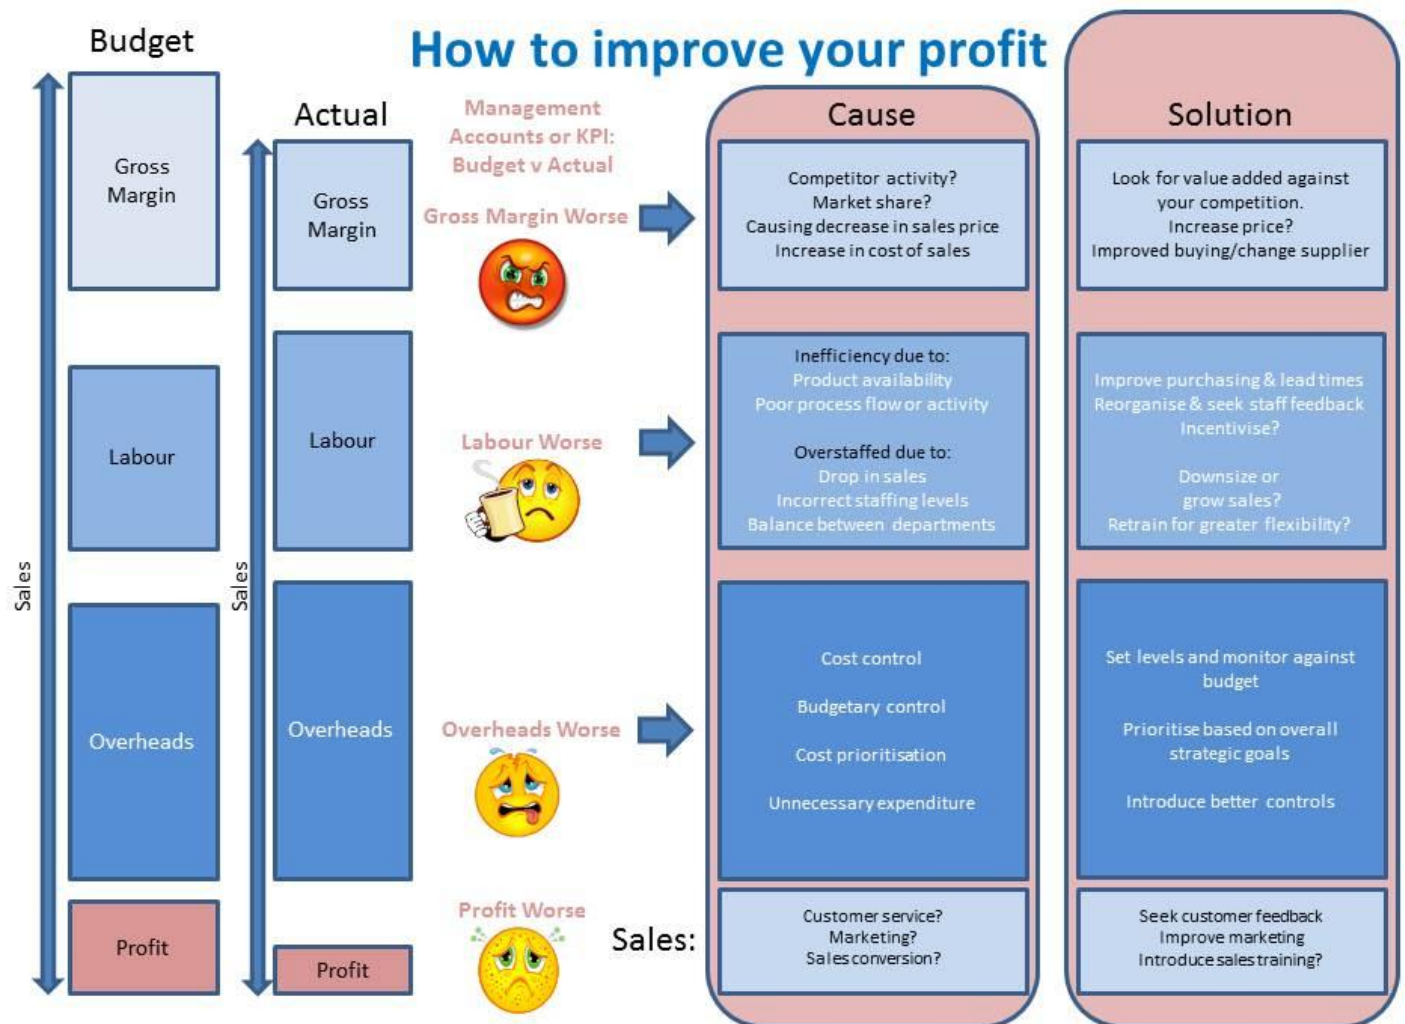 How to improve your profit
Budget
Gross
Margin
Labour
Overheads
Profit
Sales
Actual
Gross
Margin
Labour
Overheads
Profit
Sales
Management
Accounts or KPI:
Budget v Actual
Gross Margin Worse
Labour Worse
Overheads Worse
Profit Worse
Sales:
Cause
Competitor activity?
Market share?
Causing decrease in sales price
Increase in cost of sales
Inefficiency due to:
Product availability
Poor process flow or activity
Overstaffed due to:
Drop in sales
Incorrect staffing levels
Balance between departments
Cost control
Budgetary control
Cost prioritisation
Unnecessary expenditure
Customer service?
Marketing?
Sales conversion?
Solution
Look for value added against
your competition.
Increase price?
Improved buying/change supplier
Improve purchasing & lead times
Reorganise & seek staff feedback
Incentivise?
Downsize or
grow sales?
Retrain for greater flexibility?
Set levels and monitor against
budget
Prioritise based on overall
strategic goals
Introduce better controls
Seek customer feedback
Improve marketing
Introduce sales training?